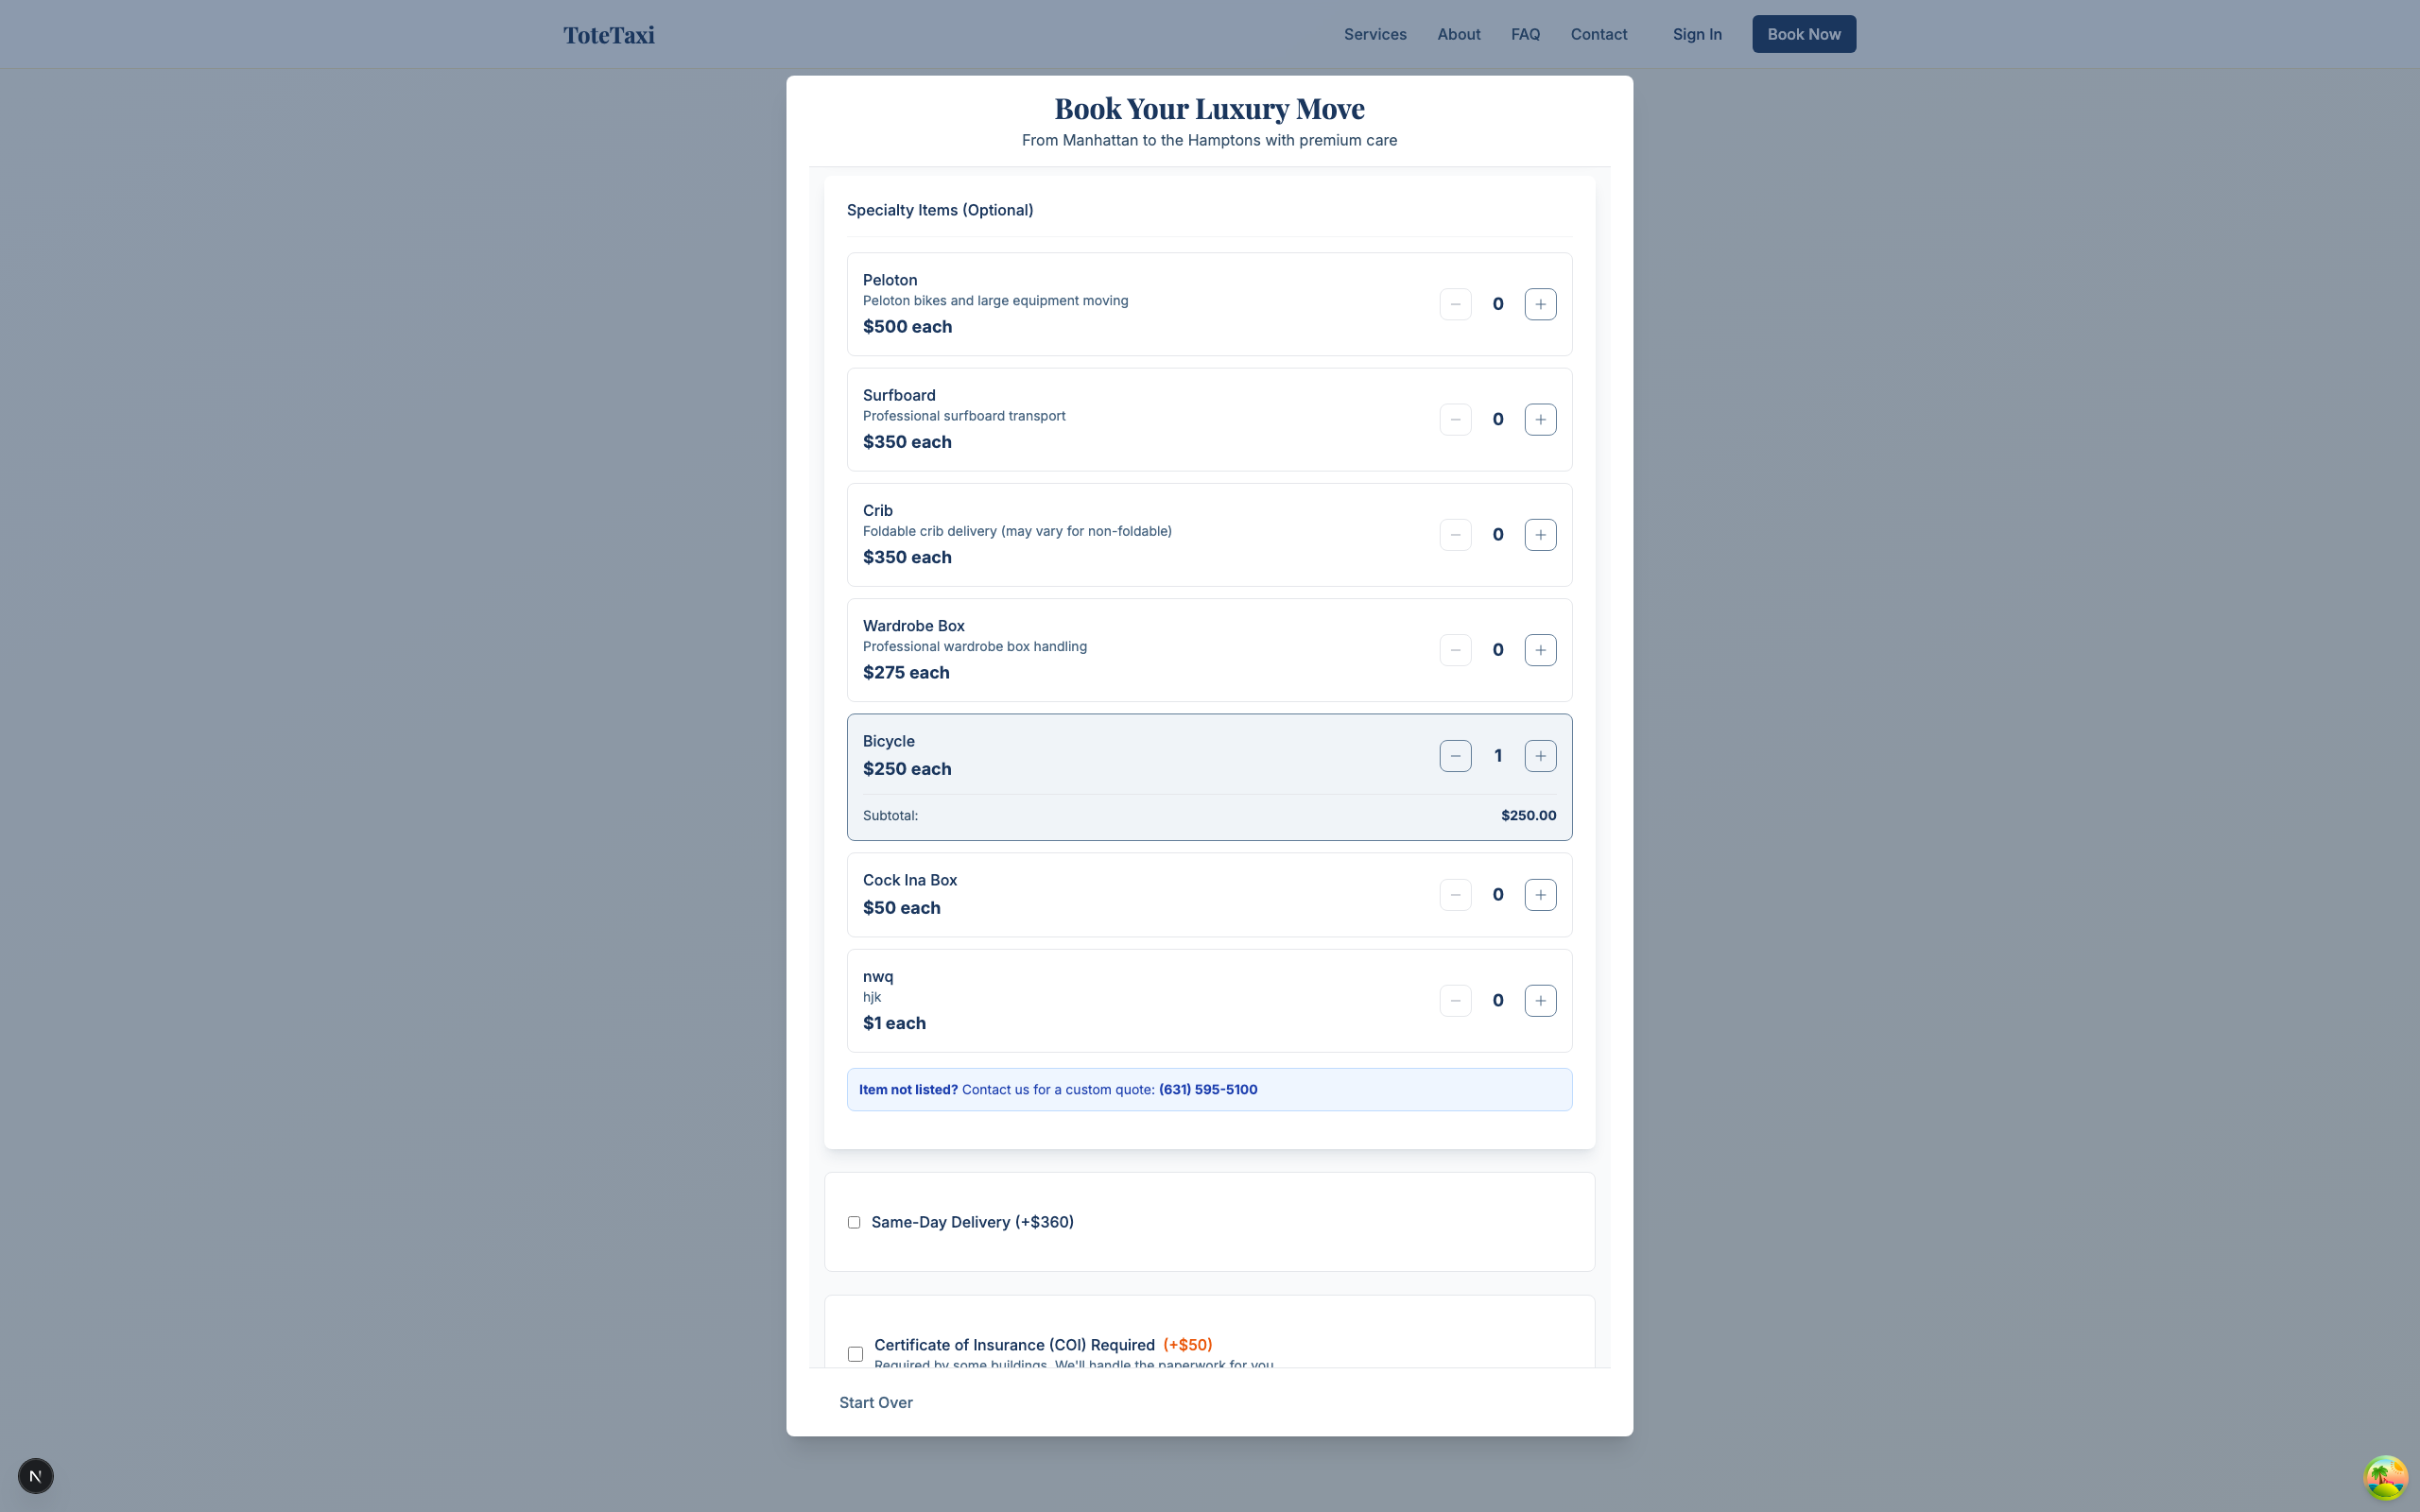 ToteTaxi
Services About FAQ Contact Sign In Book Now
Book Your Luxury Move
From Manhattan to the Hamptons with premium care
Specialty Items (Optional)
Peloton
Peloton bikes and large equipment moving
$500 each
− 0 +
Surfboard
Professional surfboard transport
$350 each
− 0 +
Crib
Foldable crib delivery (may vary for non-foldable)
$350 each
− 0 +
Wardrobe Box
Professional wardrobe box handling
$275 each
− 0 +
Bicycle
$250 each
− 1 +
Subtotal: $250.00
Cock Ina Box
$50 each
− 0 +
nwq
hjk
$1 each
− 0 +
Item not listed? Contact us for a custom quote: (631) 595-5100
Same-Day Delivery (+$360)
Certificate of Insurance (COI) Required (+$50)
Required by some buildings. We'll handle the paperwork for you
Start Over
N